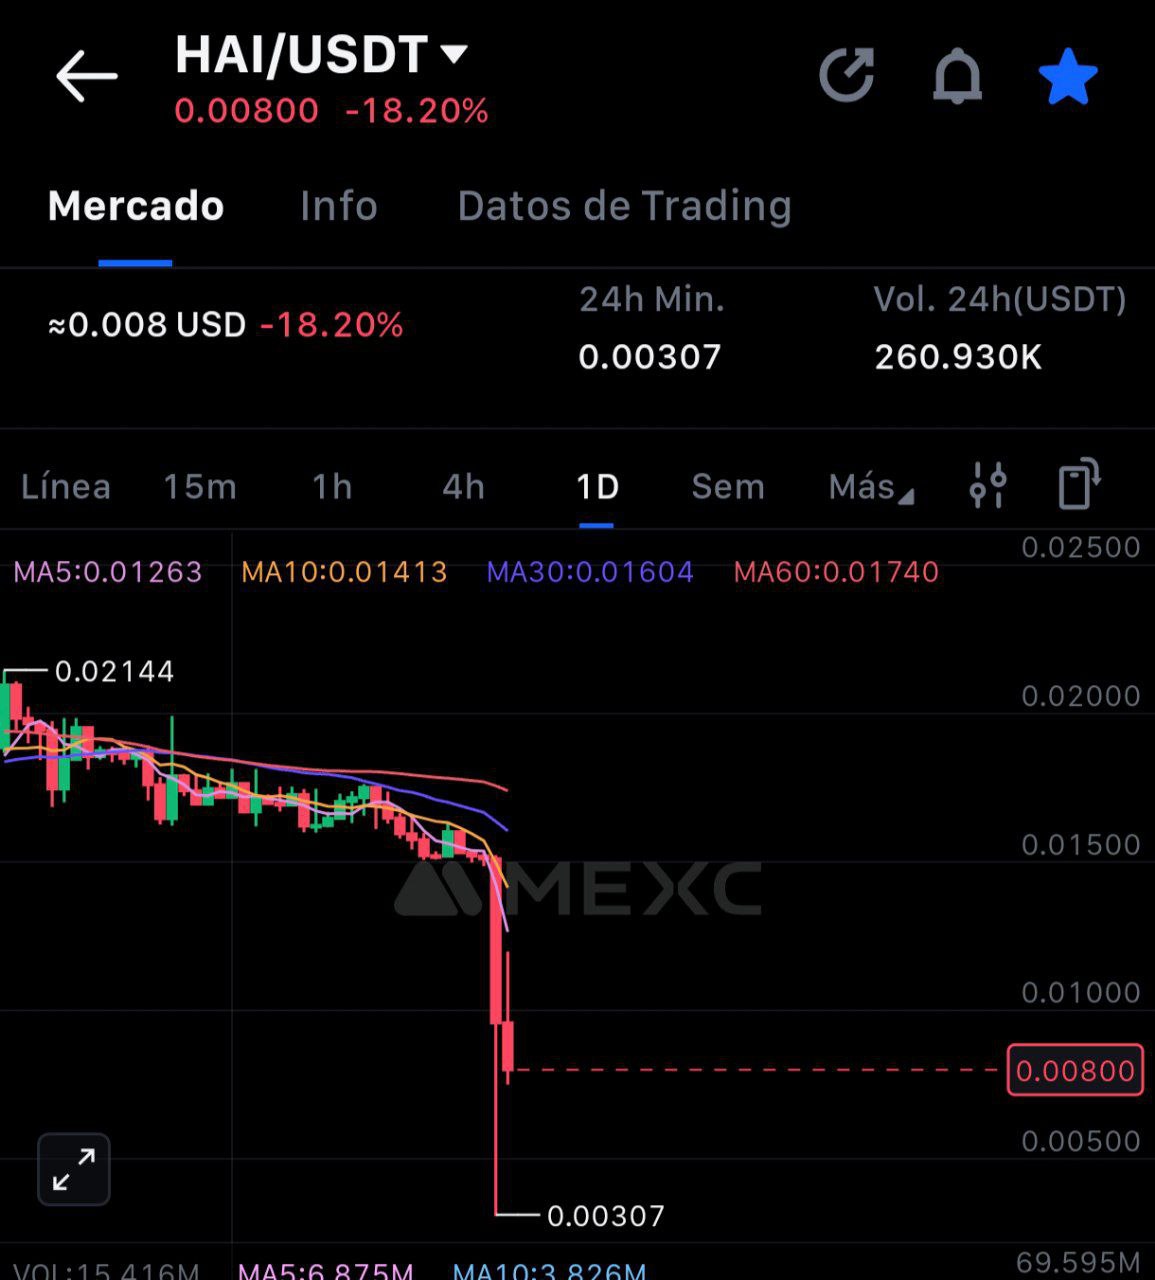 HAI/USDT
0.00800 -18.20%
Mercado Info Datos de Trading
24h Min. Vol. 24h(USDT)
≈0.008 USD -18.20%
0.00307 260.930K
Línea 15m 1h 4h 1D Sem Más
0.02500
MA5:0.01263 MA10:0.01413 MA30:0.01604 MA60:0.01740
0.02144
0.02000
0.01500
MEXC
0.01000
0.00800
0.00500
0.00307
69.595M
VOL:15.416M MA5:6.875M MA10:3.826M